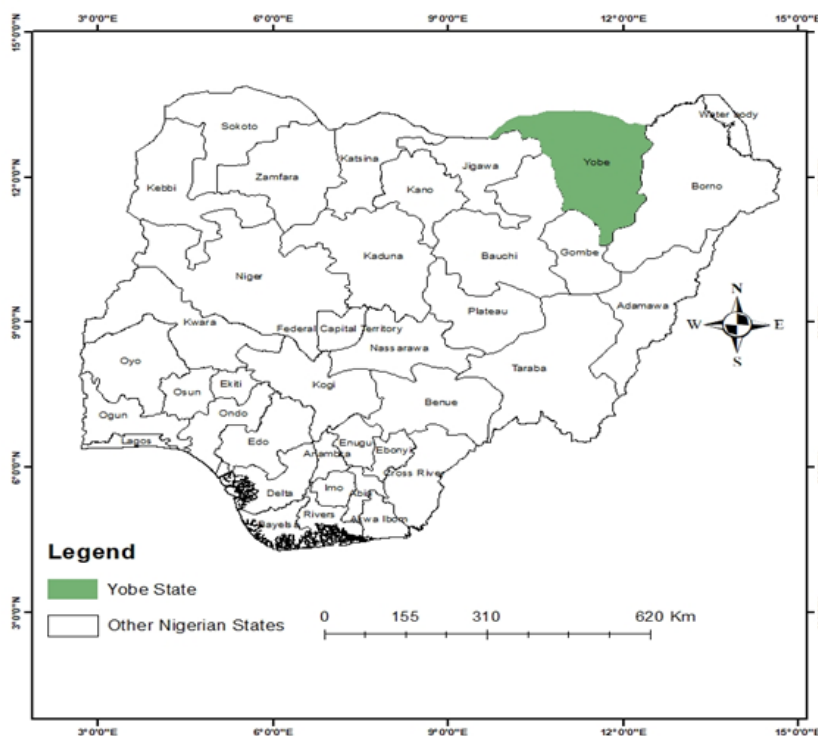 3°0'0"E 6°0'0"E 9°0'0"E 12°0'0"E 15°0'0"E
15°0'0"N
12°0'0"N
9°0'0"N
6°0'0"N
3°0'0"N
Water body
Sokoto
Katsina
Jigawa
Yobe
Zamfara
Kebbi
Kano
Borno
Kaduna
Bauchi
Gombe
Niger
Adamawa
Plateau
Kwara
Federal Capital Territory
Nassarawa
Oyo
Taraba
Osun
Ekiti
Kogi
Benue
Ogun
Ondo
Lagos
Edo
Enugu
Anambra
Ebony
Cross River
Delta
Imo
Abia
Rivers
Akwa Ibom
Bayelsa
N
W E
S
Legend
Yobe State
Other Nigerian States
0 155 310 620 Km
3°0'0"E 6°0'0"E 9°0'0"E 12°0'0"E 15°0'0"E